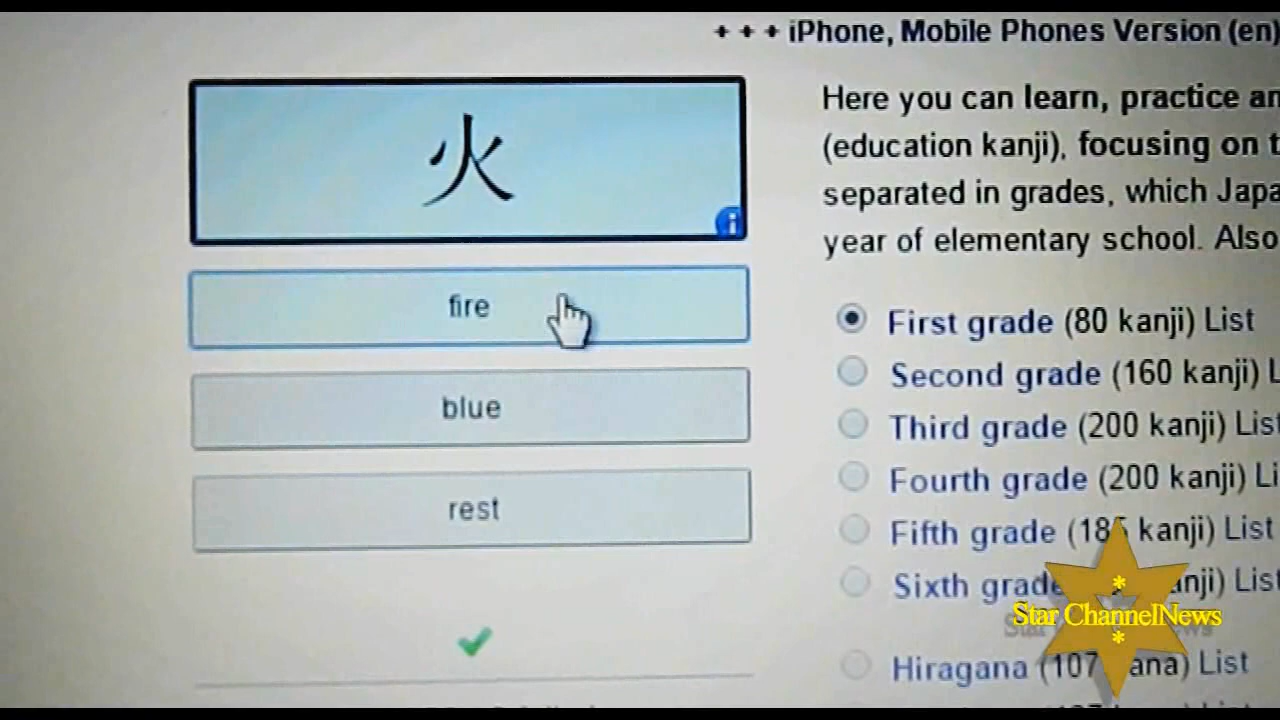 + + + iPhone, Mobile Phones Version (en)
火
i
fire
blue
rest
Here you can learn, practice an
(education kanji), focusing on t
separated in grades, which Japa
year of elementary school. Also
First grade (80 kanji) List
Second grade (160 kanji) L
Third grade (200 kanji) List
Fourth grade (200 kanji) Li
Fifth grade (185 kanji) List
Sixth grade List
Hiragana (107 List
Star ChannelNews